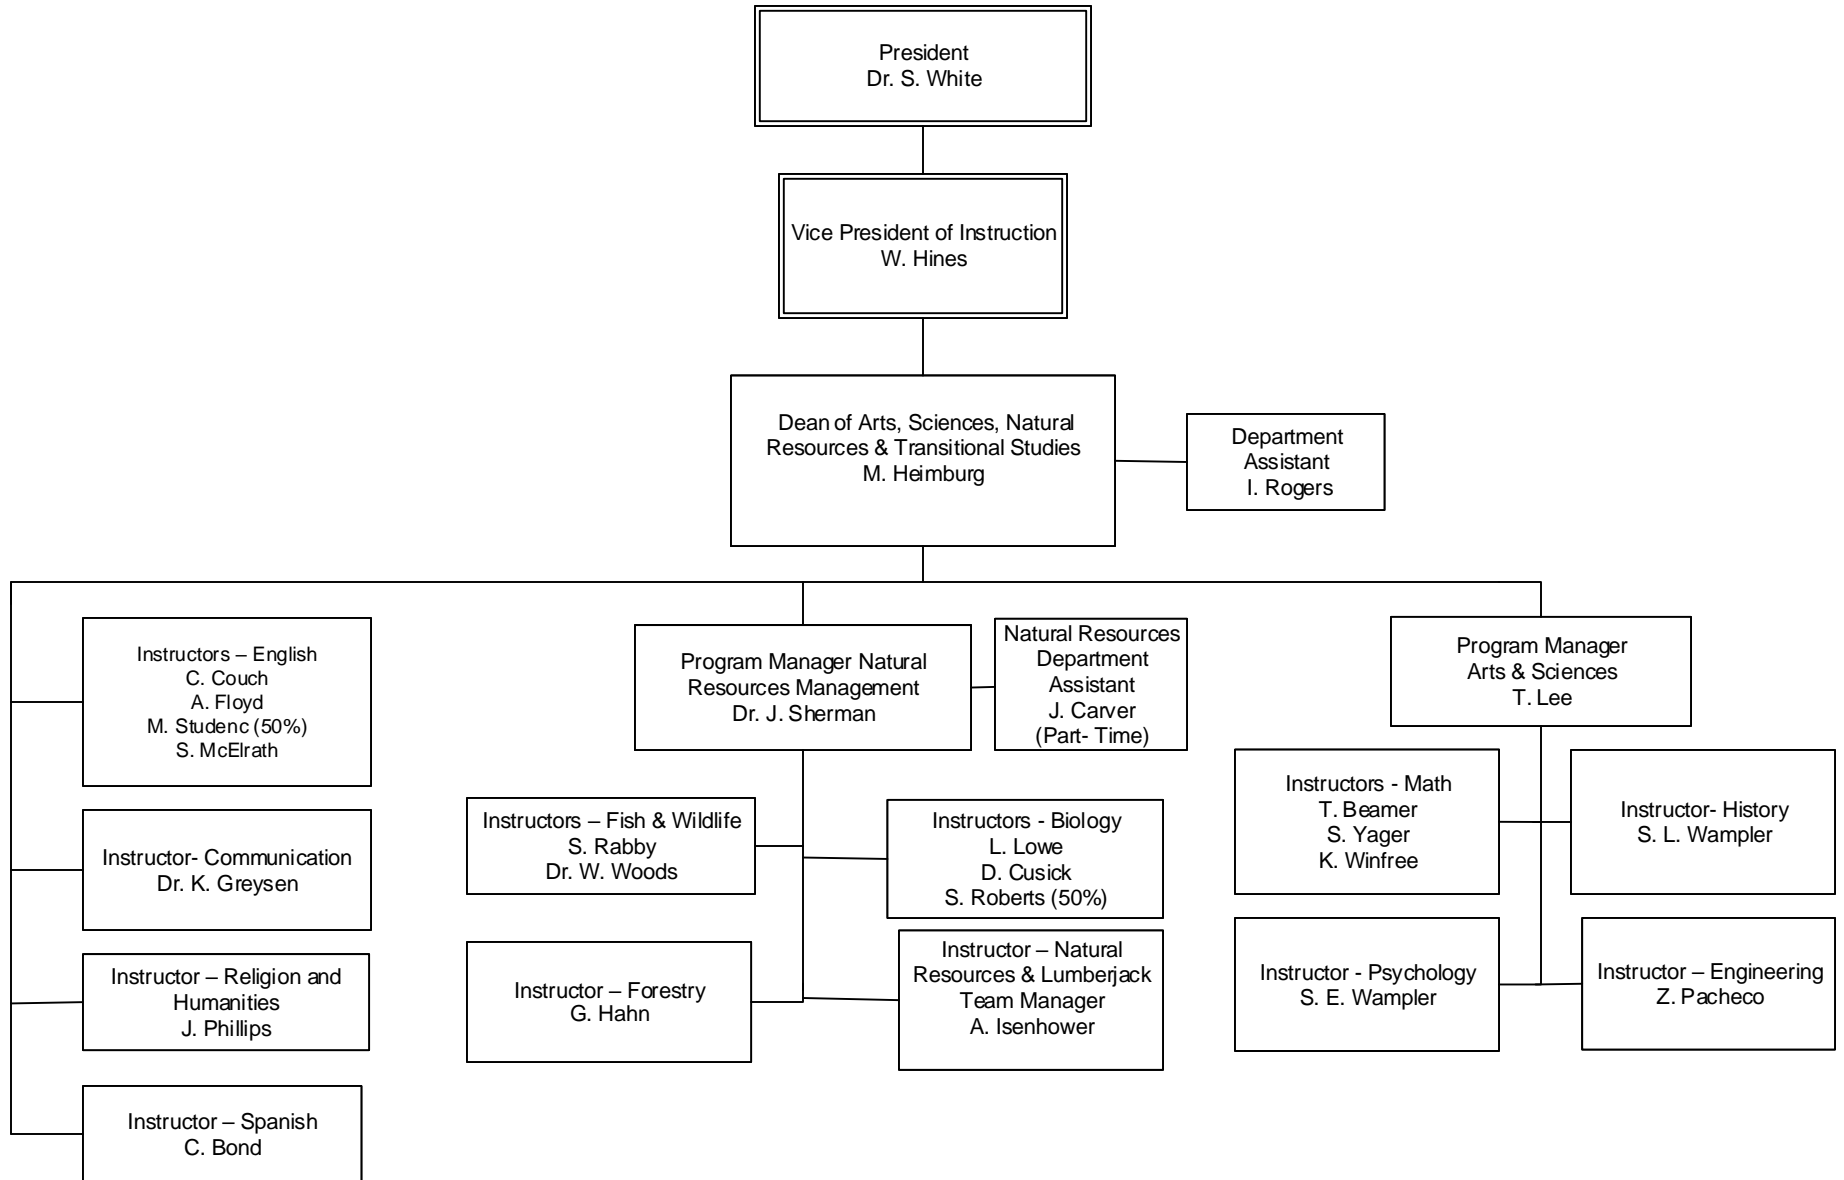 President
Dr. S. White
Vice President of Instruction
W. Hines
Dean of Arts, Sciences, Natural
Resources & Transitional Studies
M. Heimburg
Department
Assistant
I. Rogers
Instructors – English
C. Couch
A. Floyd
M. Studenc (50%)
S. McElrath
Instructor- Communication
Dr. K. Greysen
Instructor – Religion and
Humanities
J. Phillips
Instructor – Spanish
C. Bond
Program Manager Natural
Resources Management
Dr. J. Sherman
Natural Resources
Department
Assistant
J. Carver
(Part- Time)
Instructors – Fish & Wildlife
S. Rabby
Dr. W. Woods
Instructors - Biology
L. Lowe
D. Cusick
S. Roberts (50%)
Instructor – Forestry
G. Hahn
Instructor – Natural
Resources & Lumberjack
Team Manager
A. Isenhower
Program Manager
Arts & Sciences
T. Lee
Instructors - Math
T. Beamer
S. Yager
K. Winfree
Instructor- History
S. L. Wampler
Instructor - Psychology
S. E. Wampler
Instructor – Engineering
Z. Pacheco